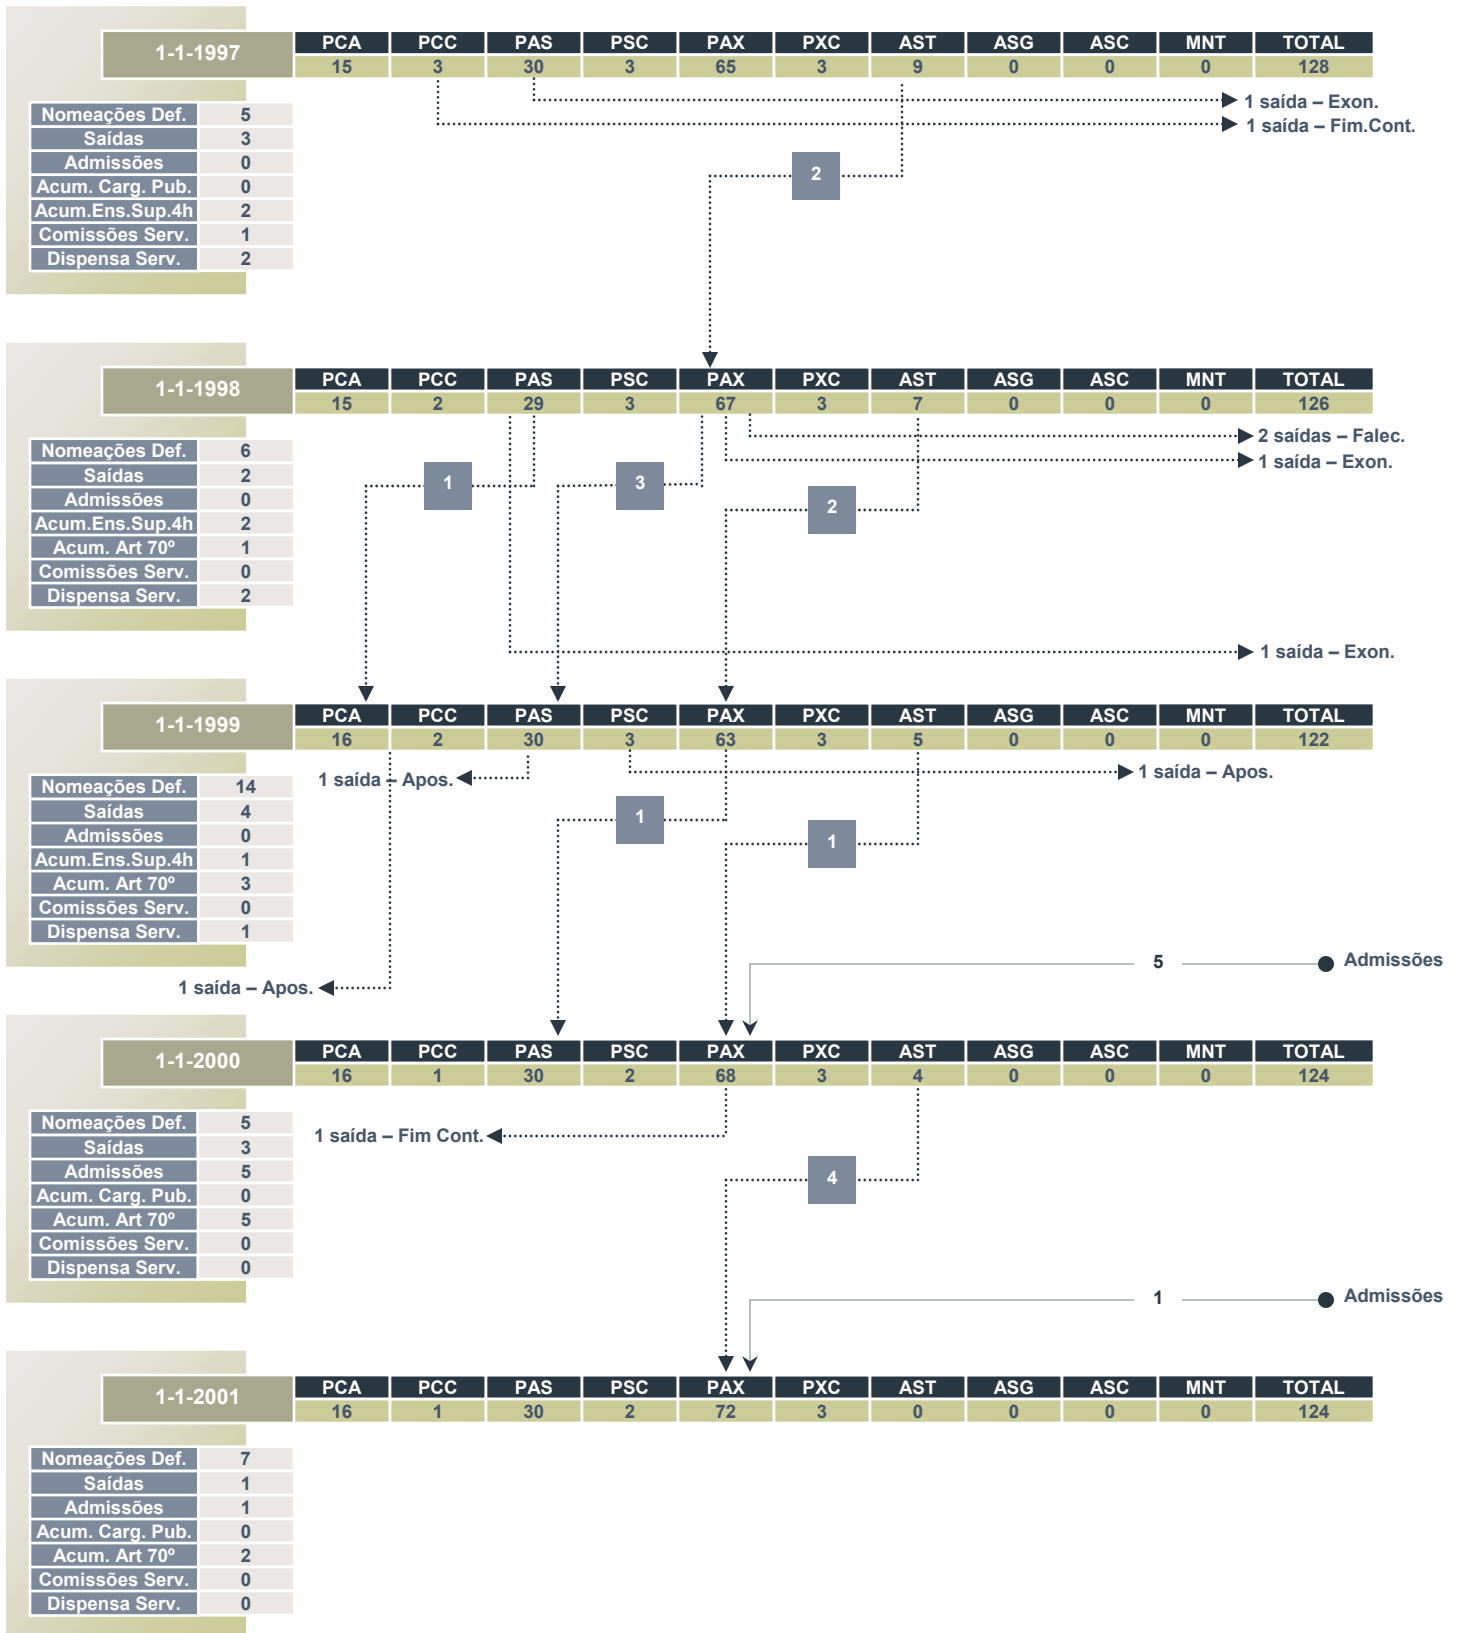 1-1-1997 PCA PCC PAS PSC PAX PXC AST ASG ASC MNT TOTAL
15 3 30 3 65 3 9 0 0 0 128
1 saída – Exon.
Nomeações Def. 5
1 saída – Fim.Cont.
Saídas 3
Admissões 0
2
Acum. Carg. Pub. 0
Acum.Ens.Sup.4h 2
Comissões Serv. 1
Dispensa Serv. 2
1-1-1998 PCA PCC PAS PSC PAX PXC AST ASG ASC MNT TOTAL
15 2 29 3 67 3 7 0 0 0 126
2 saídas – Falec.
Nomeações Def. 6
1 saída – Exon.
Saídas 2
1 3
Admissões 0
2
Acum.Ens.Sup.4h 2
Acum. Art 70º 1
Comissões Serv. 0
Dispensa Serv. 2
1 saída – Exon.
1-1-1999 PCA PCC PAS PSC PAX PXC AST ASG ASC MNT TOTAL
16 2 30 3 63 3 5 0 0 0 122
1 saída – Apos. 1 saída – Apos.
Nomeações Def. 14
Saídas 4
1
Admissões 0
1
Acum.Ens.Sup.4h 1
Acum. Art 70º 3
Comissões Serv. 0
Dispensa Serv. 1
5 Admissões
1 saída – Apos.
1-1-2000 PCA PCC PAS PSC PAX PXC AST ASG ASC MNT TOTAL
16 1 30 2 68 3 4 0 0 0 124
Nomeações Def. 5
1 saída – Fim Cont.
Saídas 3
Admissões 5
4
Acum. Carg. Pub. 0
Acum. Art 70º 5
Comissões Serv. 0
Dispensa Serv. 0
1 Admissões
1-1-2001 PCA PCC PAS PSC PAX PXC AST ASG ASC MNT TOTAL
16 1 30 2 72 3 0 0 0 0 124
Nomeações Def. 7
Saídas 1
Admissões 1
Acum. Carg. Pub. 0
Acum. Art 70º 2
Comissões Serv. 0
Dispensa Serv. 0